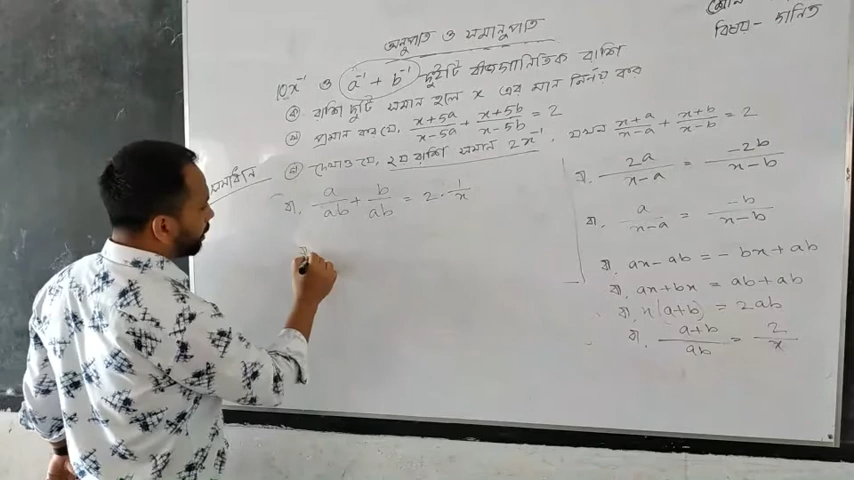 বিষয় - গণিত
অনুপাত ও সমানুপাত
x⁻¹ ও a⁻¹ + b⁻¹ দুইটি বীজগাণিতিক রাশি
রাশি দুটি সমান হলে x এর মান নির্ণয় কর
প্রমান কর যে, (x+5a)/(x-5a) + (x+5b)/(x-5b) = 2
দেখাও যে, ২য় রাশি সমান 2x⁻¹, যখন (x+a)/(x-a) + (x+b)/(x-b) = 2
সমাধান
বা, a/ab + b/ab = 2·1/x
বা, 2a/(x-a) = -2b/(x-b)
বা, a/(x-a) = -b/(x-b)
বা, ax-ab = -bx+ab
বা, ax+bx = ab+ab
বা, x(a+b) = 2ab
বা, (a+b)/ab = 2/x